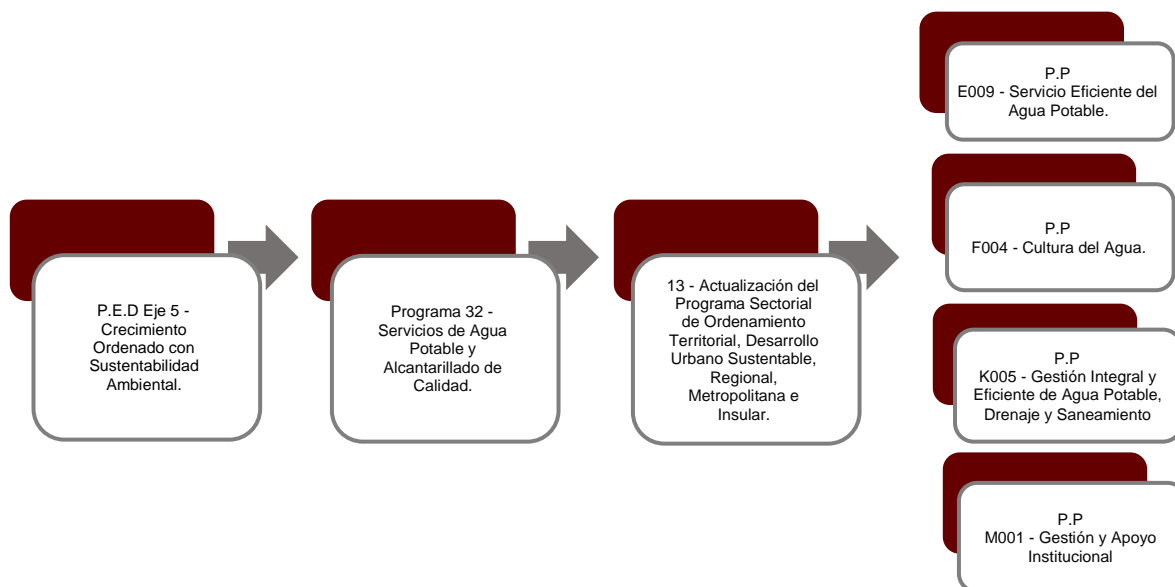 P.E.D Eje 5 -
Crecimiento
Ordenado con
Sustentabilidad
Ambiental.
Programa 32 -
Servicios de Agua
Potable y
Alcantarillado de
Calidad.
13 - Actualización del
Programa Sectorial
de Ordenamiento
Territorial, Desarrollo
Urbano Sustentable,
Regional,
Metropolitana e
Insular.
P.P
E009 - Servicio Eficiente del
Agua Potable.
P.P
F004 - Cultura del Agua.
P.P
K005 - Gestión Integral y
Eficiente de Agua Potable,
Drenaje y Saneamiento
P.P
M001 - Gestión y Apoyo
Institucional